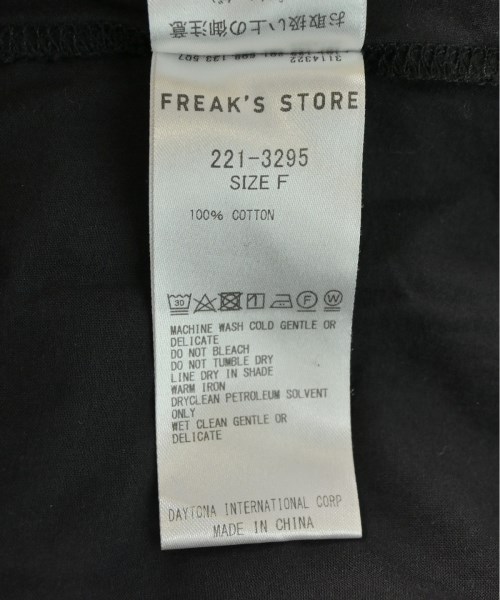 お取扱い上の御注意
3114322
FREAK'S STORE
221-3295
SIZE F
100% COTTON
30
F
W
MACHINE WASH COLD GENTLE OR
DELICATE
DO NOT BLEACH
DO NOT TUMBLE DRY
LINE DRY IN SHADE
WARM IRON
DRYCLEAN PETROLEUM SOLVENT
ONLY
WET CLEAN GENTLE OR
DELICATE
DAYTONA INTERNATIONAL CORP
MADE IN CHINA